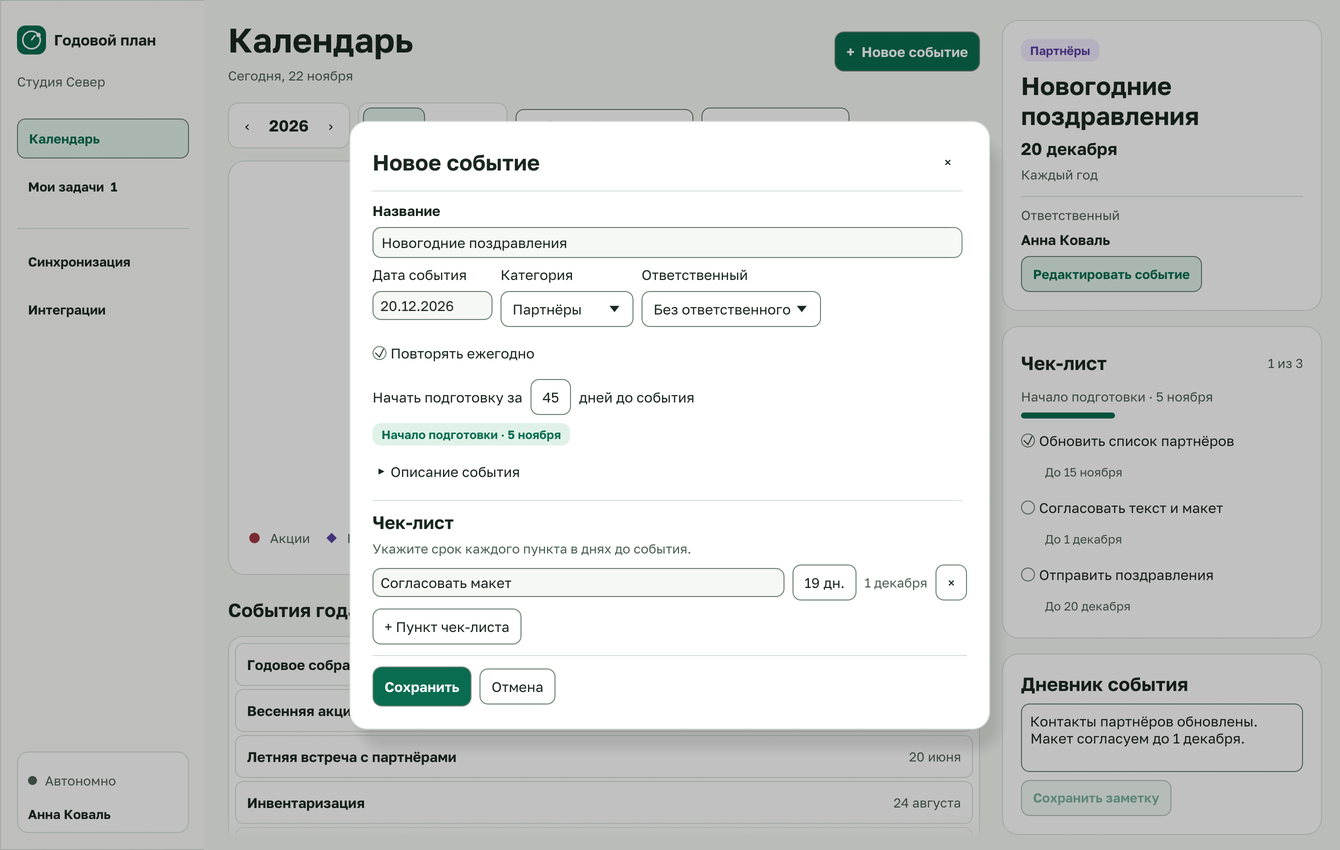 Годовой план
Студия Север
Календарь
Мои задачи 1
Синхронизация
Интеграции
Автономно
Анна Коваль
Календарь
Сегодня, 22 ноября
+ Новое событие
‹ 2026 ›
Акции
События года
Годовое собра
Весенняя акци
Летняя встреча с партнёрами 20 июня
Инвентаризация 24 августа
Новое событие ×
Название
Новогодние поздравления
Дата события Категория Ответственный
20.12.2026 Партнёры Без ответственного
Повторять ежегодно
Начать подготовку за 45 дней до события
Начало подготовки · 5 ноября
Описание события
Чек-лист
Укажите срок каждого пункта в днях до события.
Согласовать макет 19 дн. 1 декабря ×
+ Пункт чек-листа
Сохранить Отмена
Партнёры
Новогодние
поздравления
20 декабря
Каждый год
Ответственный
Анна Коваль
Редактировать событие
Чек-лист 1 из 3
Начало подготовки · 5 ноября
Обновить список партнёров
До 15 ноября
Согласовать текст и макет
До 1 декабря
Отправить поздравления
До 20 декабря
Дневник события
Контакты партнёров обновлены.
Макет согласуем до 1 декабря.
Сохранить заметку